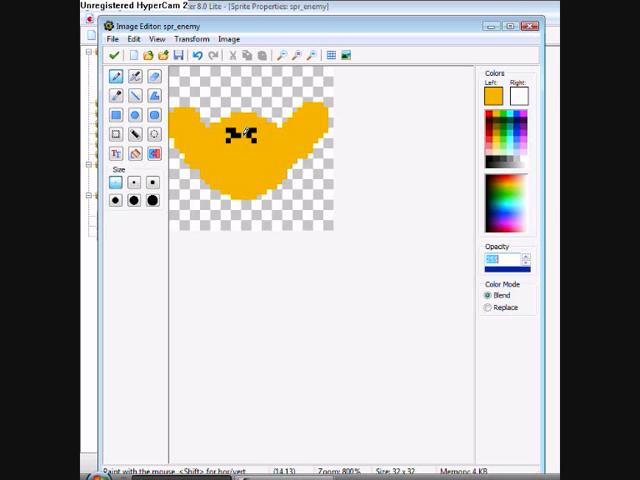 Unregistered HyperCam 2
er 8.0 Lite - [Sprite Properties: spr_enemy]
Image Editor: spr_enemy
File Edit View Transform Image
Colors
Left: Right:
Size
Opacity
255
Color Mode
Blend
Replace
Paint with the mouse. <Shift> for hor/vert (14,13) Zoom: 800% Size: 32 x 32 Memory: 4 KB